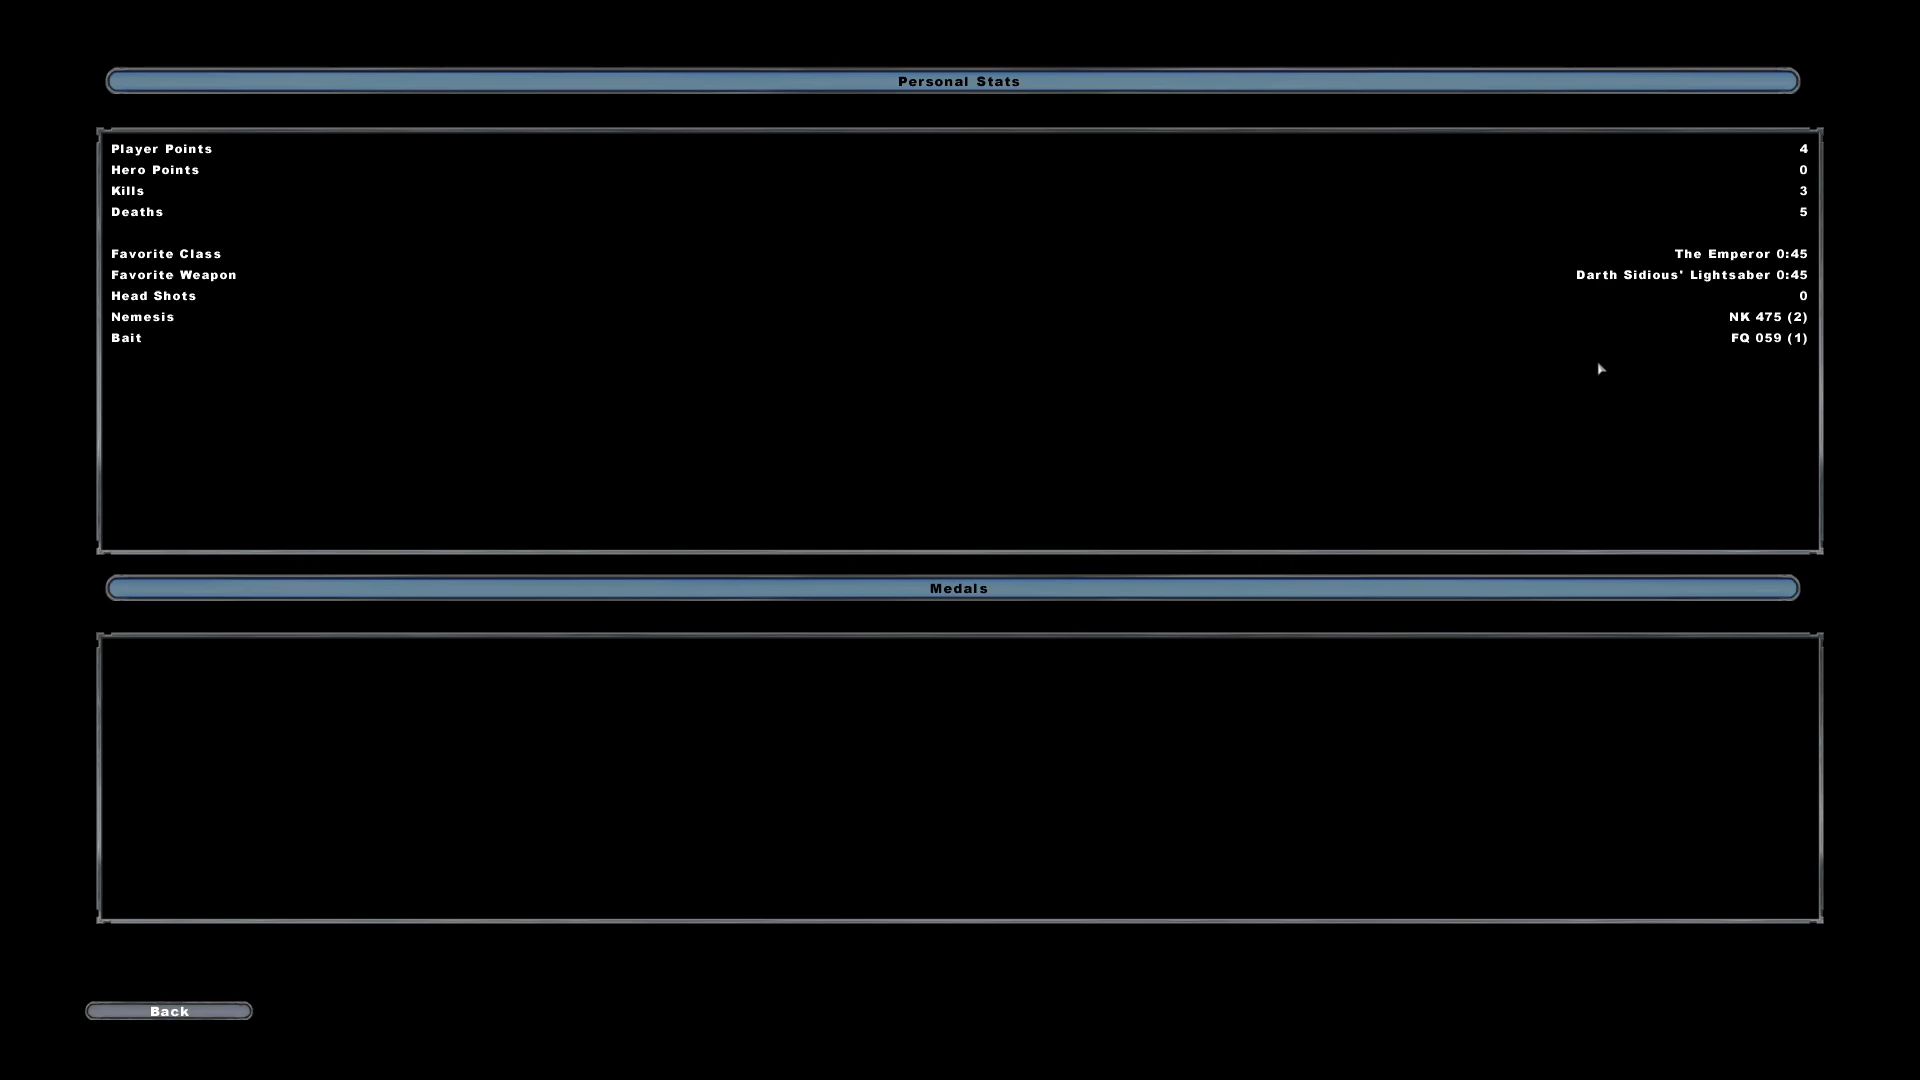 Personal Stats
Player Points 4
Hero Points 0
Kills 3
Deaths 5
Favorite Class The Emperor 0:45
Favorite Weapon Darth Sidious' Lightsaber 0:45
Head Shots 0
Nemesis NK 475 (2)
Bait FQ 059 (1)
Medals
Back